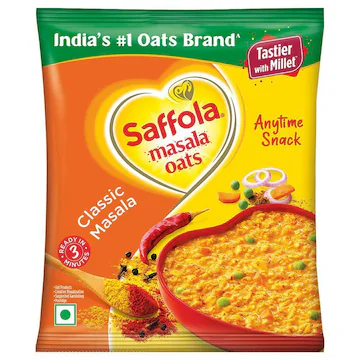 India's #1 Oats Brand^
Tastier
with Millet*
Saffola®
masala
oats
Anytime
Snack
Classic
Masala
READY IN
3
MINUTES